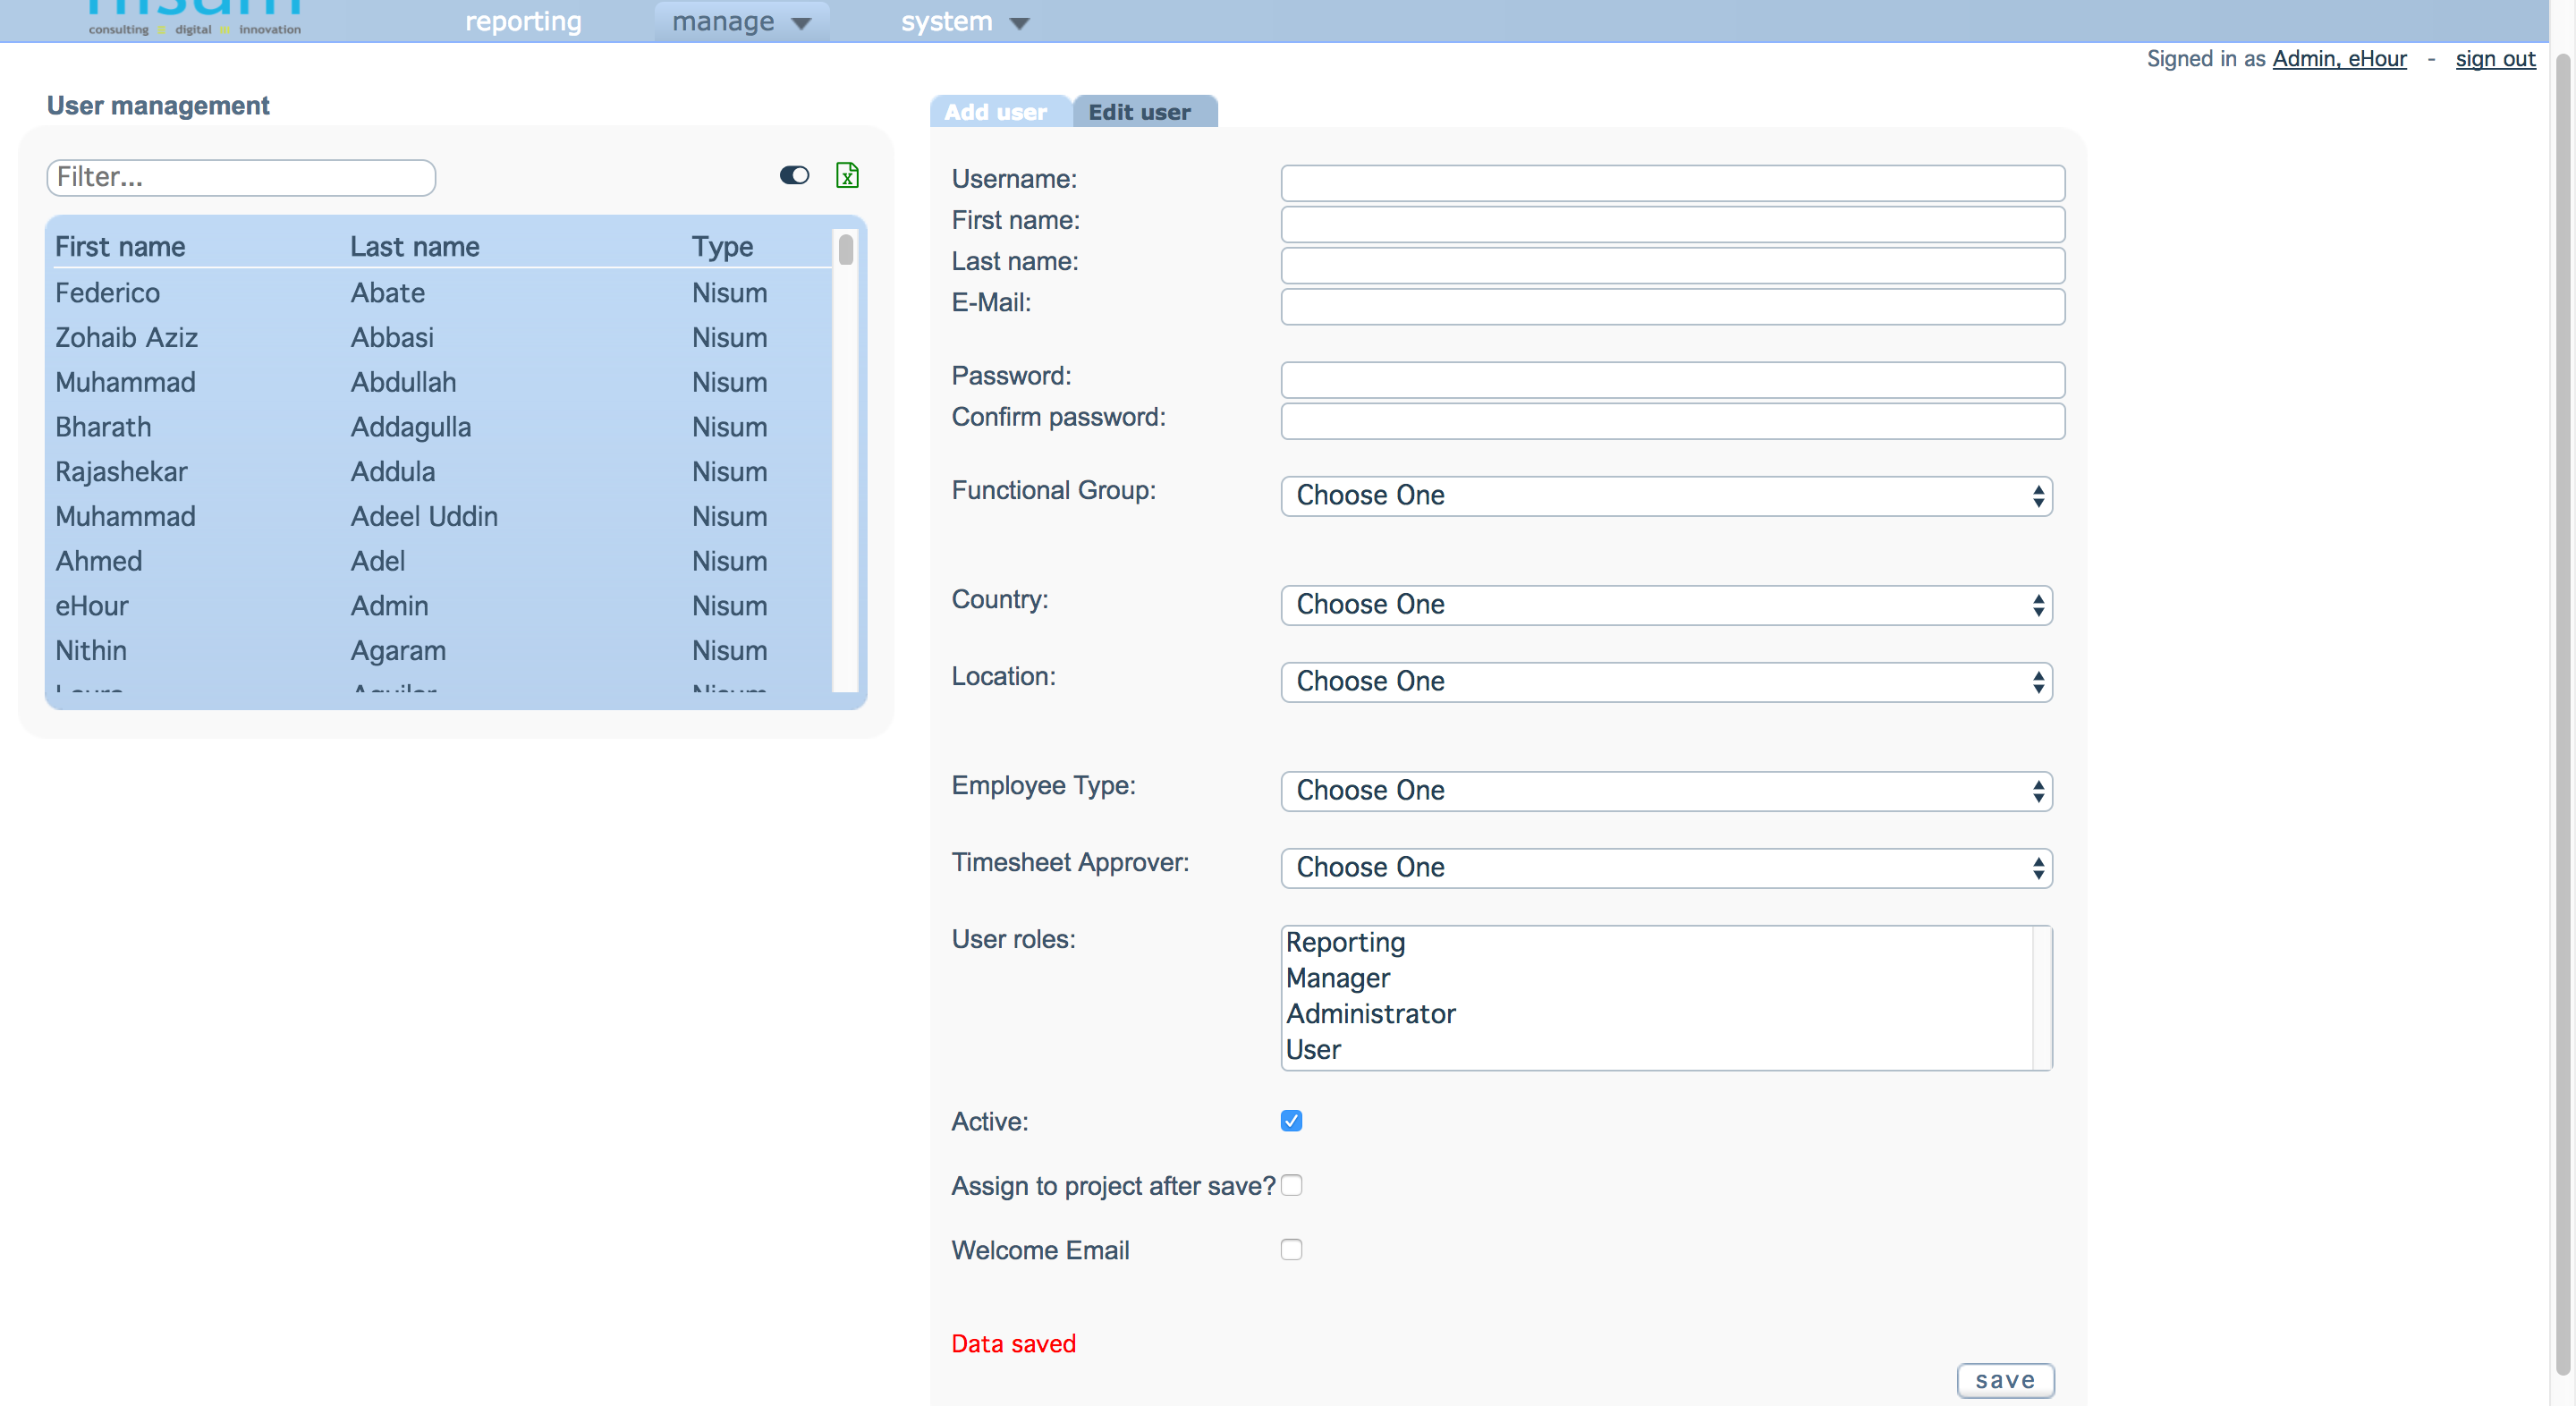 consulting digital innovation
reporting
manage
system
Signed in as Admin, eHour - sign out
User management
Filter...
First name Last name Type
Federico Abate Nisum
Zohaib Aziz Abbasi Nisum
Muhammad Abdullah Nisum
Bharath Addagulla Nisum
Rajashekar Addula Nisum
Muhammad Adeel Uddin Nisum
Ahmed Adel Nisum
eHour Admin Nisum
Nithin Agaram Nisum
Add user Edit user
Username:
First name:
Last name:
E-Mail:
Password:
Confirm password:
Functional Group: Choose One
Country: Choose One
Location: Choose One
Employee Type: Choose One
Timesheet Approver: Choose One
User roles: Reporting
Manager
Administrator
User
Active:
Assign to project after save?
Welcome Email
Data saved
save